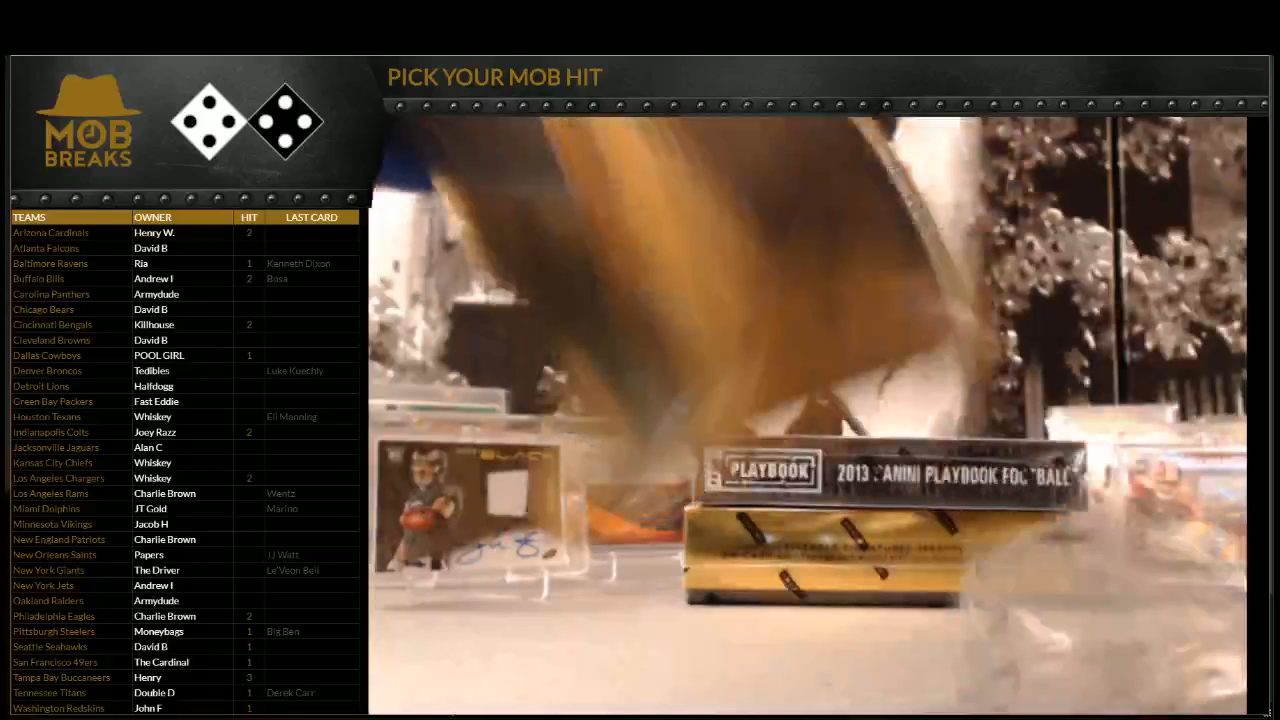 PICK YOUR MOB HIT
MOB
BREAKS
TEAMS OWNER HIT LAST CARD
Arizona Cardinals Henry W. 2
Atlanta Falcons David B
Baltimore Ravens Ria 1 Kenneth Dixon
Buffalo Bills Andrew I 2 Bosa
Carolina Panthers Armydude
Chicago Bears David B
Cincinnati Bengals Killhouse 2
Cleveland Browns David B
Dallas Cowboys POOL GIRL 1
Denver Broncos Tedibles Luke Kuechly
Detroit Lions Halfdogg
Green Bay Packers Fast Eddie
Houston Texans Whiskey Eli Manning
Indianapolis Colts Joey Razz 2
Jacksonville Jaguars Alan C
Kansas City Chiefs Whiskey
Los Angeles Chargers Whiskey 2
Los Angeles Rams Charlie Brown Wentz
Miami Dolphins JT Gold Marino
Minnesota Vikings Jacob H
New England Patriots Charlie Brown
New Orleans Saints Papers JJ Watt
New York Giants The Driver Le'Veon Bell
New York Jets Andrew I
Oakland Raiders Armydude
Philadelphia Eagles Charlie Brown 2
Pittsburgh Steelers Moneybags 1 Big Ben
Seattle Seahawks David B 1
San Francisco 49ers The Cardinal 1
Tampa Bay Buccaneers Henry 3
Tennessee Titans Double D 1 Derek Carr
Washington Redskins John F 1
BLACK
PLAYBOOK 2013 PANINI PLAYBOOK FOOTBALL